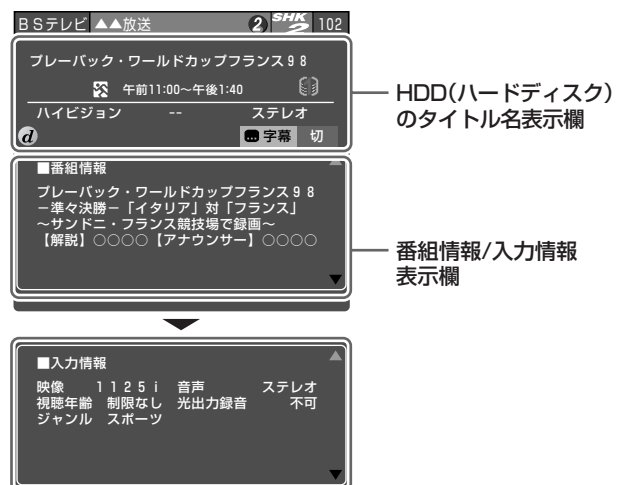 BSテレビ ▲▲放送 2 SHK 2 102
プレーバック・ワールドカップフランス98
午前11:00~午後1:40
ハイビジョン -- ステレオ
d 字幕 切
HDD(ハードディスク)
のタイトル名表示欄
■番組情報
プレーバック・ワールドカップフランス98
－準々決勝－「イタリア」対「フランス」
～サンドニ・フランス競技場で録画～
【解説】○○○○【アナウンサー】○○○○
番組情報/入力情報
表示欄
■入力情報
映像 1125i 音声 ステレオ
視聴年齢 制限なし 光出力録音 不可
ジャンル スポーツ